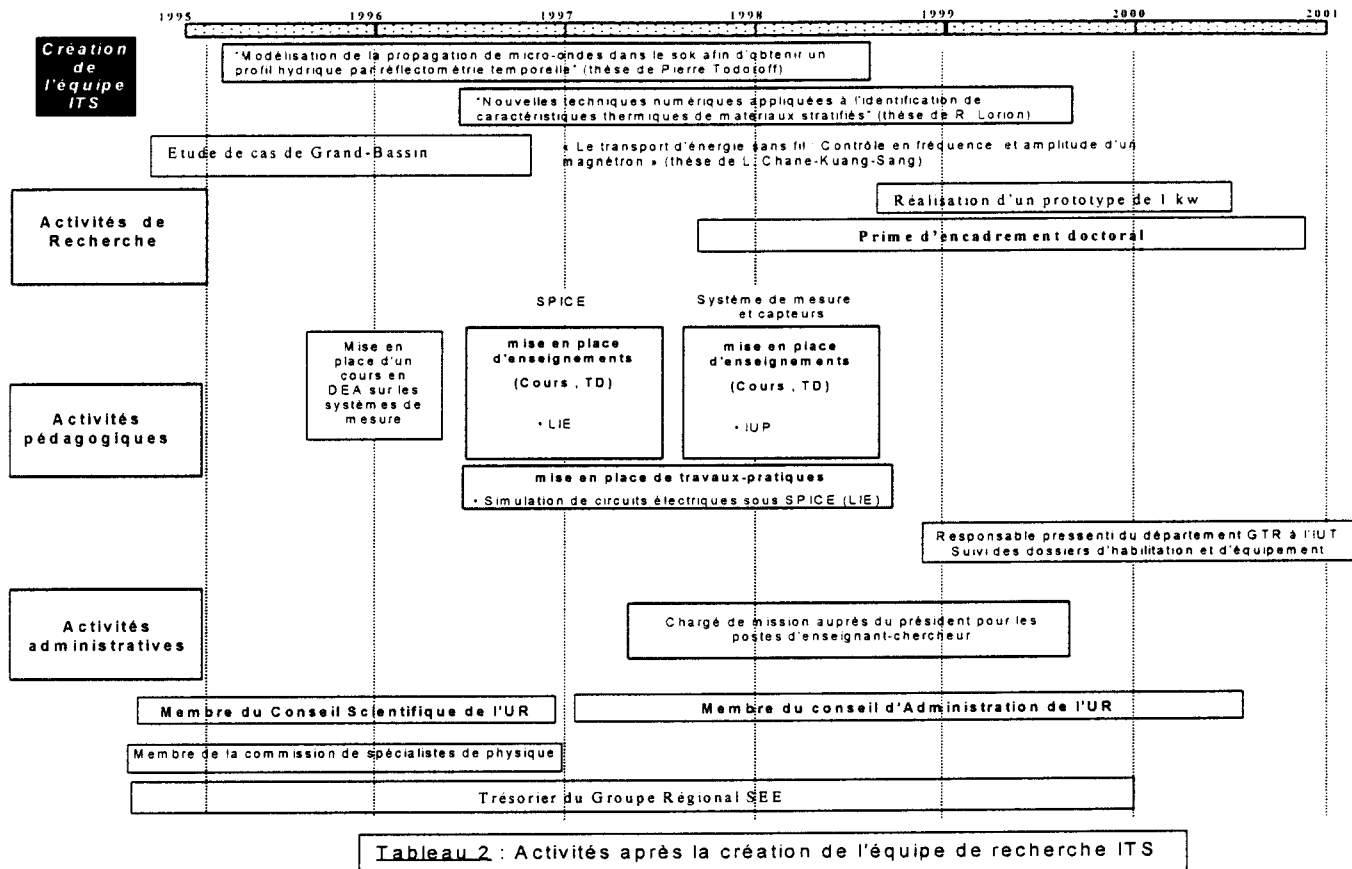 1995 1996 1997 1998 1999 2000 2001
Création
de
l'équipe
ITS
"Modélisation de la propagation de micro-ondes dans le sok afin d'obtenir un
profil hydrique par réflectométrie temporelle" (thèse de Pierre Todoroff)
"Nouvelles techniques numériques appliquées à l'identification de
caractéristiques thermiques de materiaux stratifiés" (thèse de R. Lorion)
Etude de cas de Grand-Bassin
« Le transport d'énergie sans fil : Contrôle en fréquence et amplitude d'un
magnétron » (thèse de L. Chane-Kuang-Sang)
Activités de
Recherche
Réalisation d'un prototype de 1 kw
Prime d'encadrement doctoral
SPICE
Système de mesure
et capteurs
Mise en
place d'un
cours en
DEA sur les
systèmes de
mesure
mise en place
d'enseignements
(Cours , TD)
• LIE
mise en place
d'enseignements
(Cours , TD)
• IUP
Activités
pédagogiques
mise en place de travaux-pratiques
• Simulation de circuits électriques sous SPICE (LIE)
Responsable pressenti du département GTR à l'IUT
Suivi des dossiers d'habilitation et d'équipement
Activités
administratives
Chargé de mission auprès du président pour les
postes d'enseignant-chercheur
Membre du Conseil Scientifique de l'UR
Membre du conseil d'Administration de l'UR
Membre de la commission de spécialistes de physique
Trésorier du Groupe Régional SEE
Tableau 2 : Activités après la création de l'équipe de recherche ITS